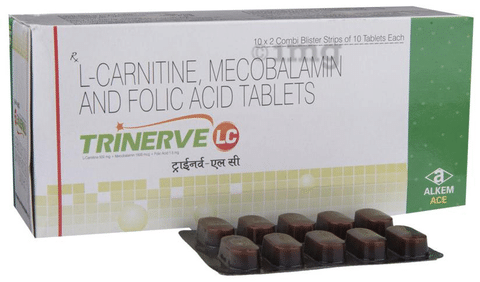 10 x 2 Combi Blister Strips of 10 Tablets Each
Rx
L-CARNITINE, MECOBALAMIN
AND FOLIC ACID TABLETS
TRINERVE LC
ट्राईनर्व-एल सी
ALKEM
ACE